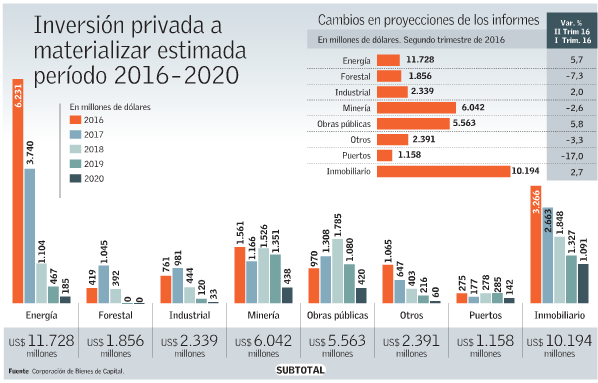 Inversión privada a
materializar estimada
período 2016-2020
En millones de dólares
2016
2017
2018
2019
2020
Cambios en proyecciones de los informes
En millones de dólares. Segundo trimestre de 2016
Var. %
II Trim 16
I Trim. 16
Energía 11.728 5,7
Forestal 1.856 -7,3
Industrial 2.339 2,0
Minería 6.042 -2,6
Obras públicas 5.563 5,8
Otros 2.391 -3,3
Puertos 1.158 -17,0
Inmobiliario 10.194 2,7
6.231 3.740 1.104 467 185
419 1.045 392 0 0
761 981 444 120 33
1.561 1.166 1.526 1.351 438
970 1.308 1.785 1.080 420
1.065 647 403 216 60
275 177 278 285 142
3.266 2.663 1.848 1.327 1.091
Energía Forestal Industrial Minería Obras públicas Otros Puertos Inmobiliario
US$ 11.728 US$ 1.856 US$ 2.339 US$ 6.042 US$ 5.563 US$ 2.391 US$ 1.158 US$ 10.194
millones millones millones millones millones millones millones millones
Fuente Corporación de Bienes de Capital.
SUBTOTAL